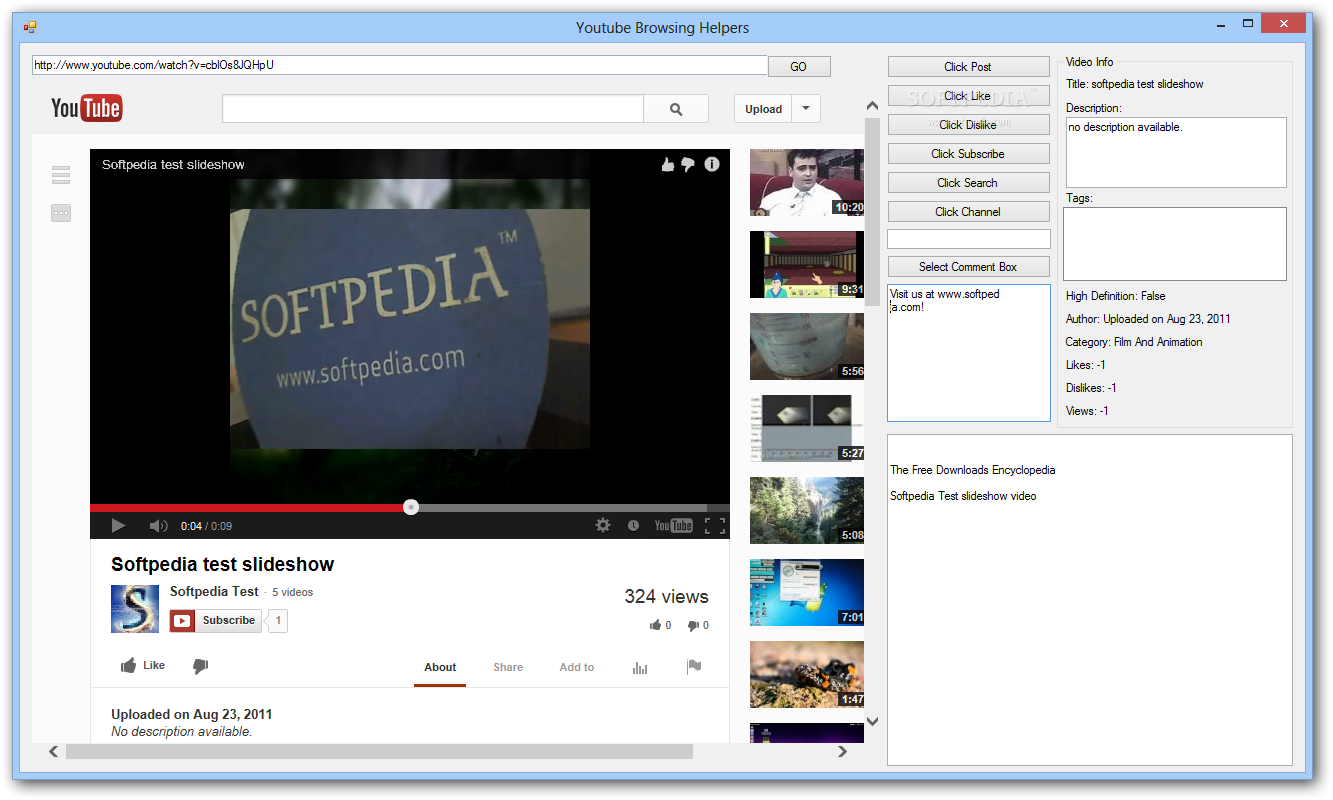 Youtube Browsing Helpers
http://www.youtube.com/watch?v=cblOs8JQHpU
GO
YouTube
Upload
Softpedia test slideshow
SOFTPEDIA™
www.softpedia.com
0:04 / 0:09
YouTube
Softpedia test slideshow
Softpedia Test · 5 videos
Subscribe
1
324 views
0
0
Like
About
Share
Add to
Uploaded on Aug 23, 2011
No description available.
10:20
9:31
5:56
5:27
5:08
7:01
1:47
Click Post
Click Like
SOFTPEDIA™
Click Dislike
Click Subscribe
Click Search
Click Channel
Select Comment Box
Visit us at www.softped
ia.com!
Video Info
Title: softpedia test slideshow
Description:
no description available.
Tags:
High Definition: False
Author: Uploaded on Aug 23, 2011
Category: Film And Animation
Likes: -1
Dislikes: -1
Views: -1
The Free Downloads Encyclopedia
Softpedia Test slideshow video